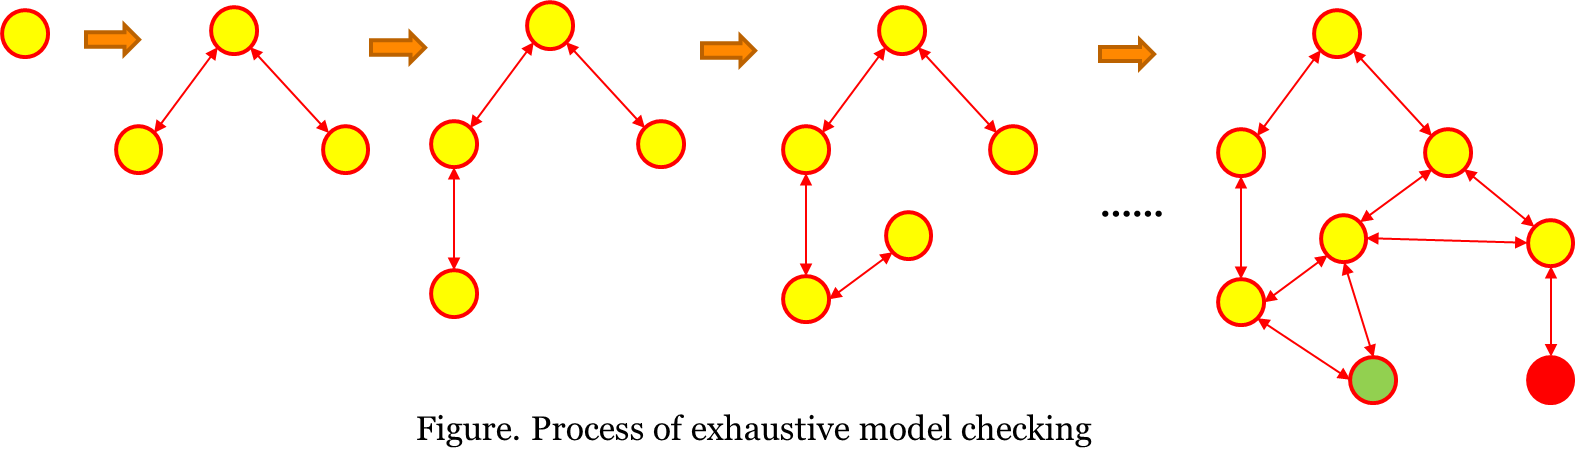 ......
Figure. Process of exhaustive model checking